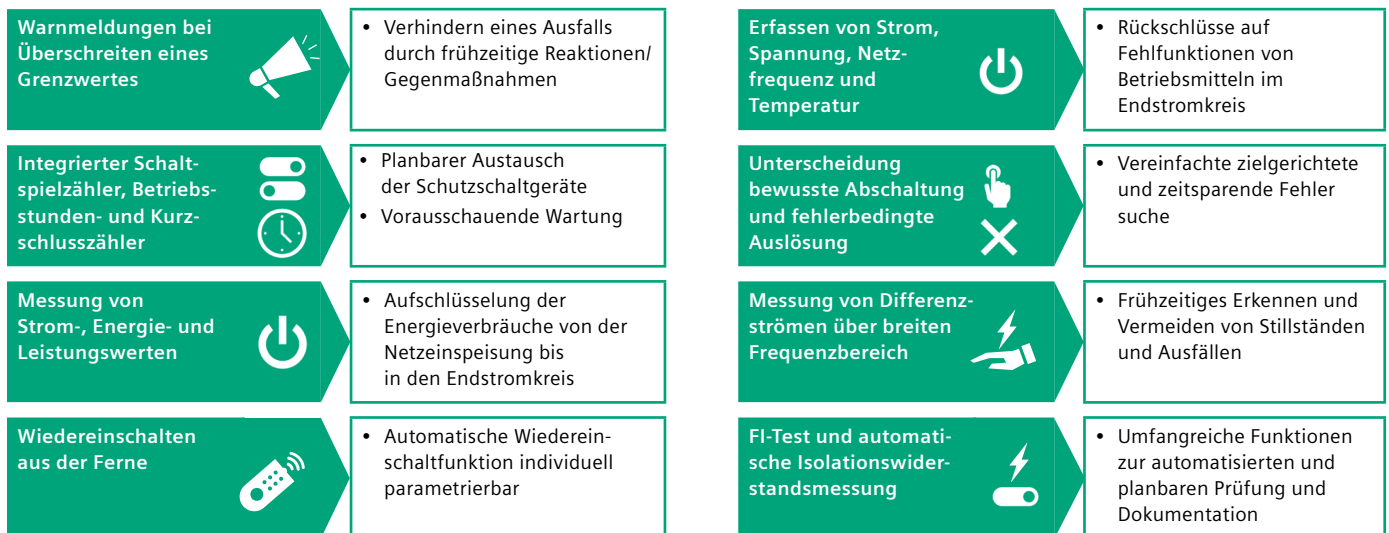 Warnmeldungen bei
Überschreiten eines
Grenzwertes
• Verhindern eines Ausfalls
durch frühzeitige Reaktionen/
Gegenmaßnahmen
Integrierter Schalt-
spielzähler, Betriebs-
stunden- und Kurz-
schlusszähler
• Planbarer Austausch
der Schutzschaltgeräte
• Vorausschauende Wartung
Messung von
Strom-, Energie- und
Leistungswerten
• Aufschlüsselung der
Energieverbräuche von der
Netzeinspeisung bis
in den Endstromkreis
Wiedereinschalten
aus der Ferne
• Automatische Wiederein-
schaltfunktion individuell
parametrierbar
Erfassen von Strom,
Spannung, Netz-
frequenz und
Temperatur
• Rückschlüsse auf
Fehlfunktionen von
Betriebsmitteln im
Endstromkreis
Unterscheidung
bewusste Abschaltung
und fehlerbedingte
Auslösung
• Vereinfachte zielgerichtete
und zeitsparende Fehler
suche
Messung von Differenz-
strömen über breiten
Frequenzbereich
• Frühzeitiges Erkennen und
Vermeiden von Stillständen
und Ausfällen
FI-Test und automati-
sche Isolationswider-
standsmessung
• Umfangreiche Funktionen
zur automatisierten und
planbaren Prüfung und
Dokumentation